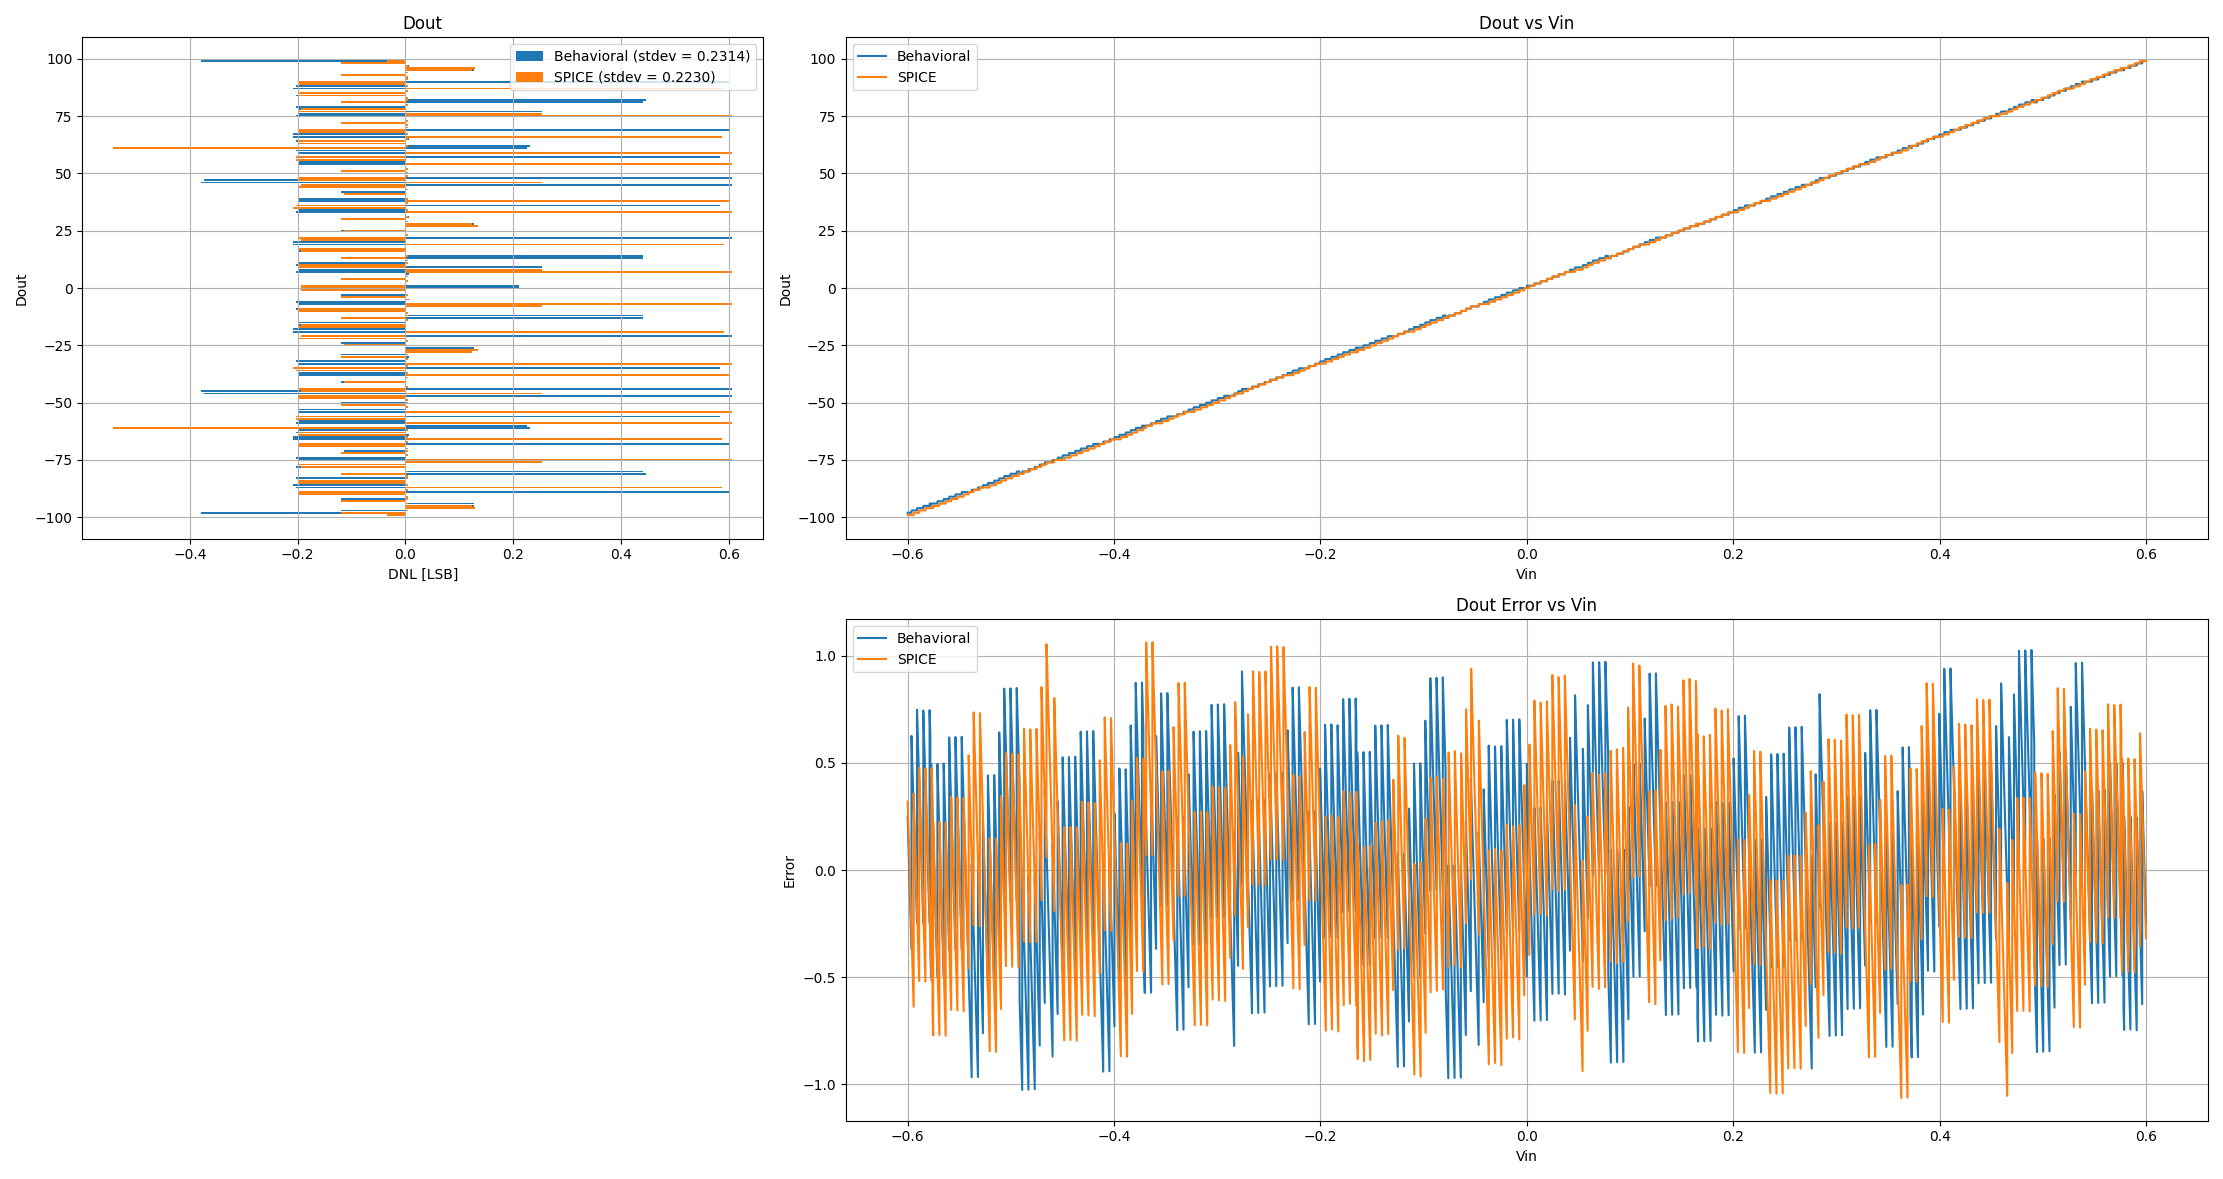 Dout
Behavioral (stdev = 0.2314)
SPICE (stdev = 0.2230)
Dout
100
75
50
25
0
−25
−50
−75
−100
−0.4
−0.2
0.0
0.2
0.4
0.6
DNL [LSB]
Dout vs Vin
Behavioral
SPICE
Dout
100
75
50
25
0
−25
−50
−75
−100
−0.6
−0.4
−0.2
0.0
0.2
0.4
0.6
Vin
Dout Error vs Vin
Behavioral
SPICE
Error
1.0
0.5
0.0
−0.5
−1.0
−0.6
−0.4
−0.2
0.0
0.2
0.4
0.6
Vin